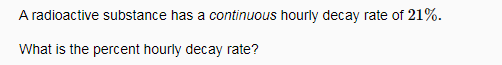 A radioactive substance has a continuous hourly decay rate of 21%.
What is the percent hourly decay rate?